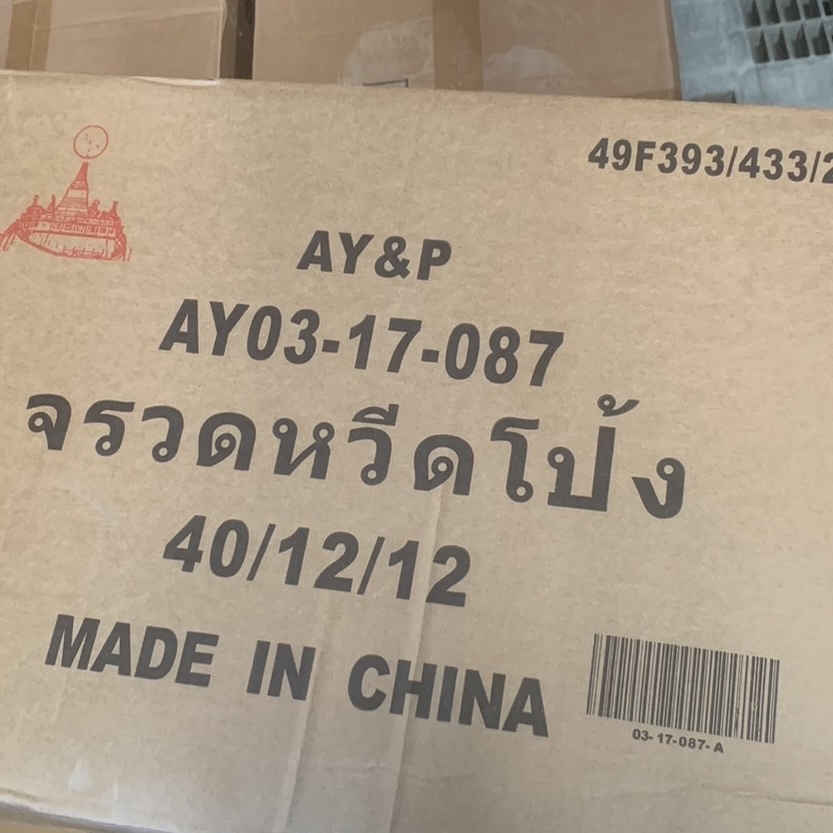 49F393/433/2
AY&P
AY03-17-087
จรวดหวีดโป้ง
40/12/12
MADE IN CHINA
03-17-087-A